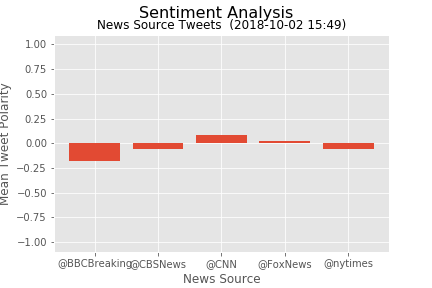 Sentiment Analysis
News Source Tweets  (2018-10-02 15:49)
Mean Tweet Polarity
1.00
0.75
0.50
0.25
0.00
−0.25
−0.50
−0.75
−1.00
@BBCBreaking @CBSNews @CNN @FoxNews @nytimes
News Source